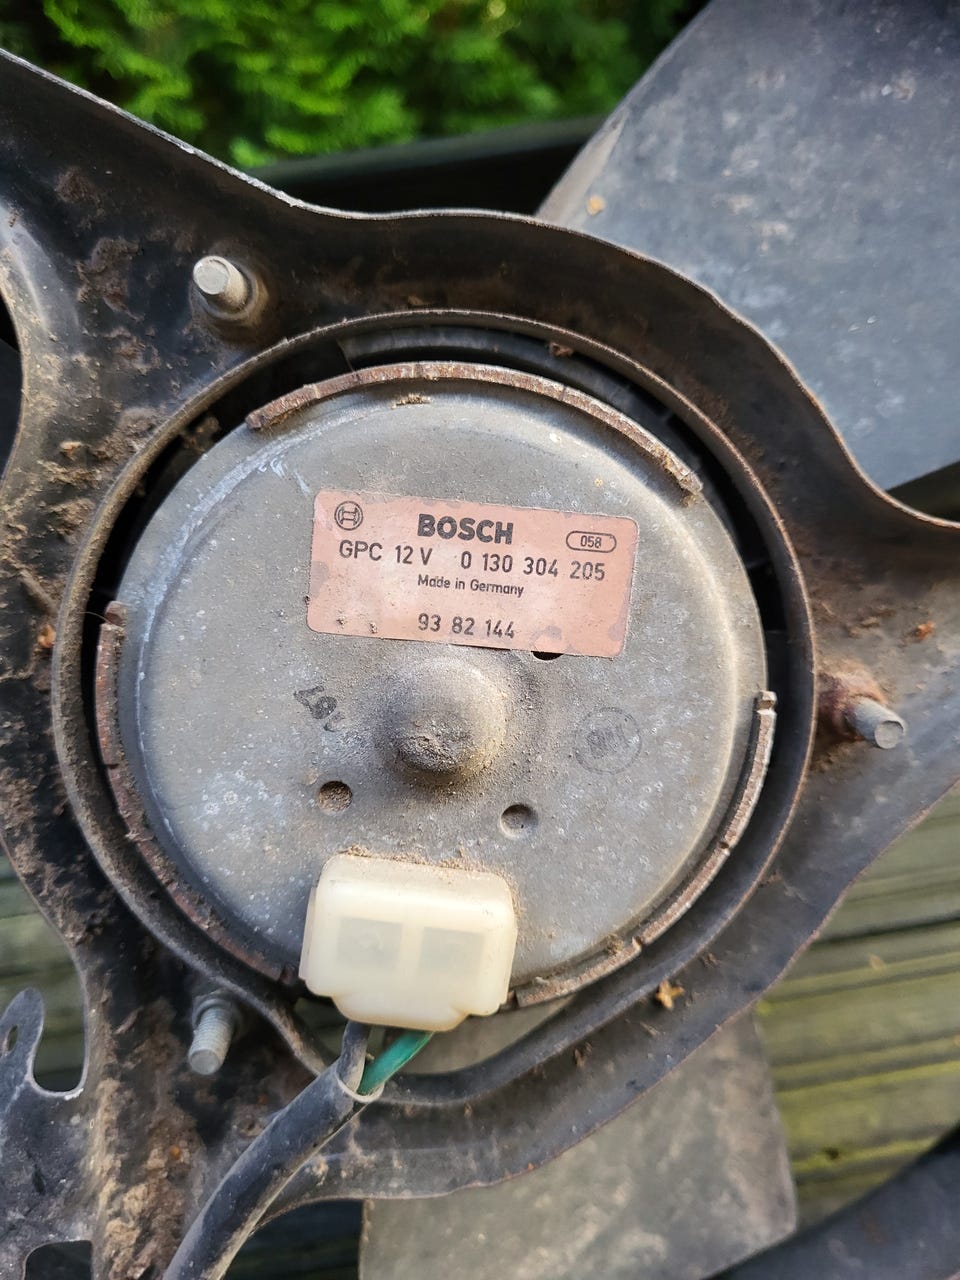 BOSCH
058
GPC 12 V 0 130 304 205
Made in Germany
93 82 144